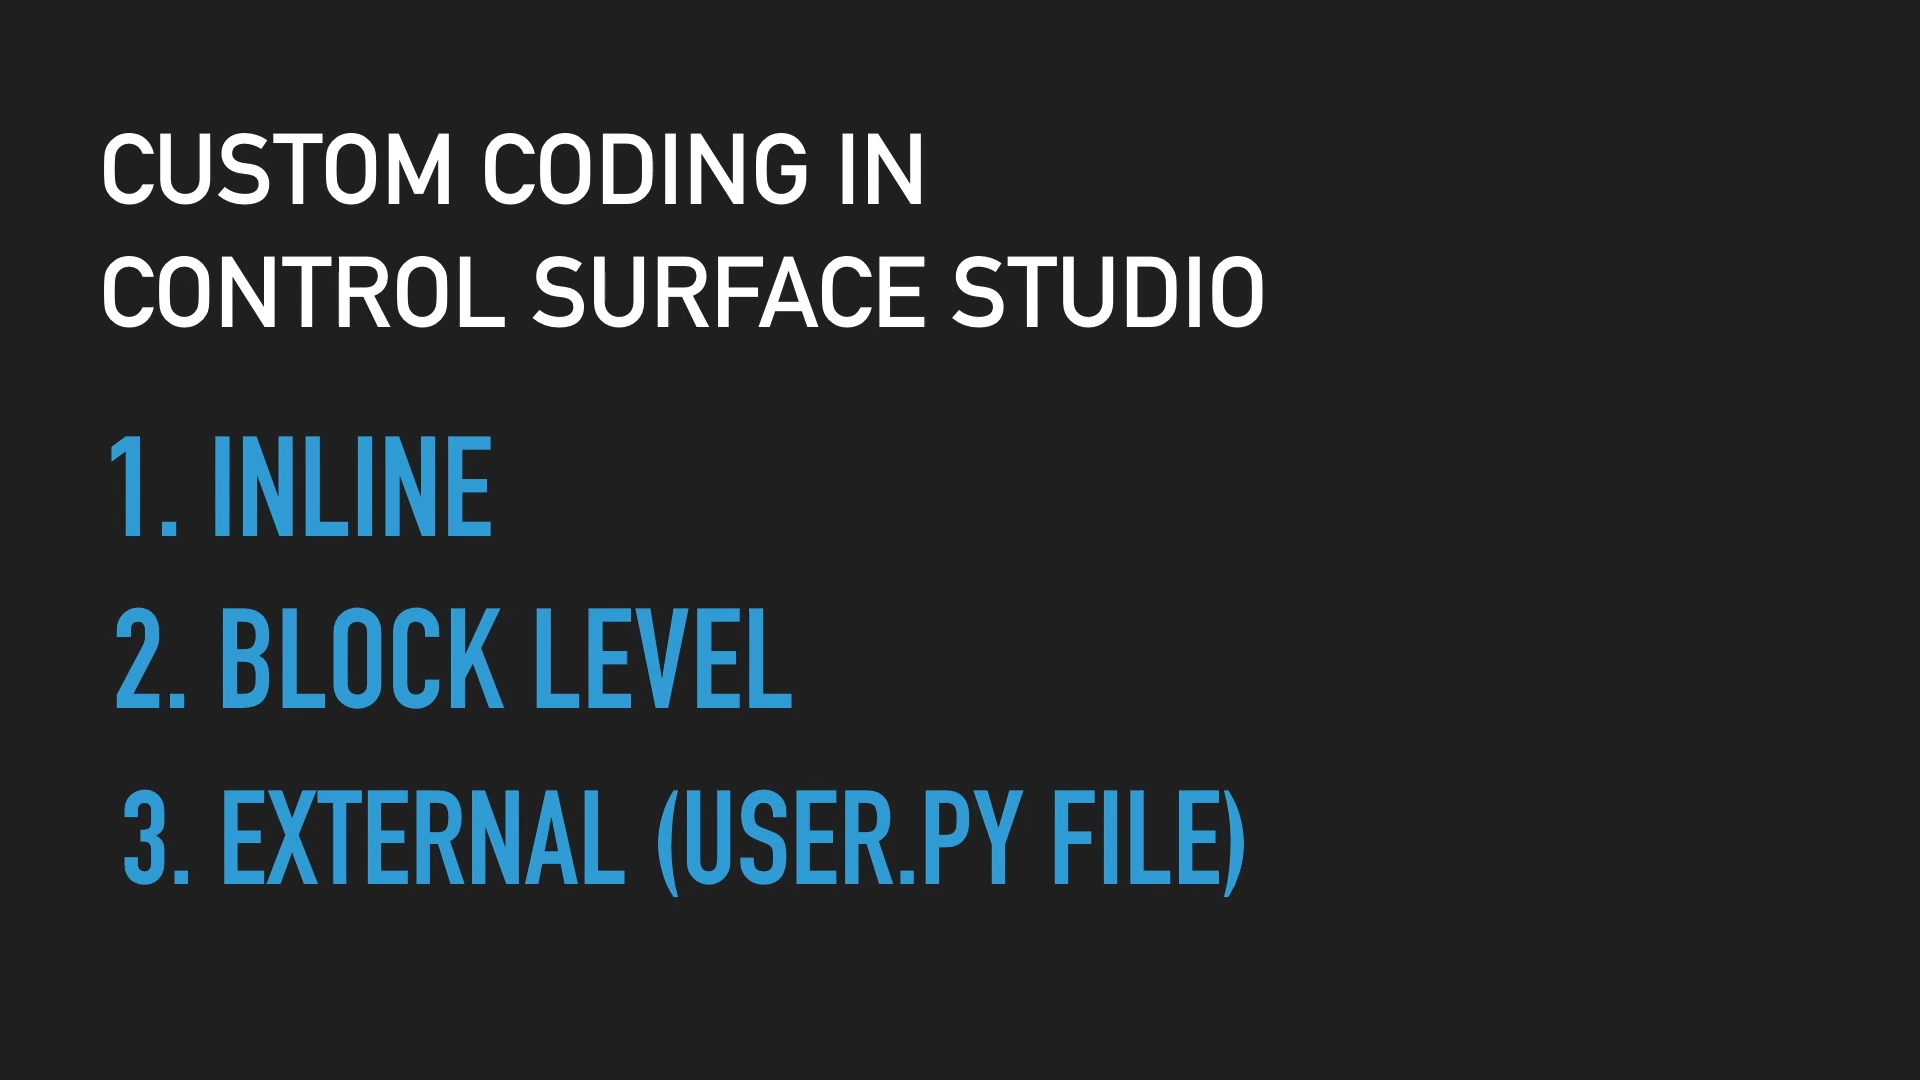 CUSTOM CODING IN
CONTROL SURFACE STUDIO
1. INLINE
2. BLOCK LEVEL
3. EXTERNAL (USER.PY FILE)